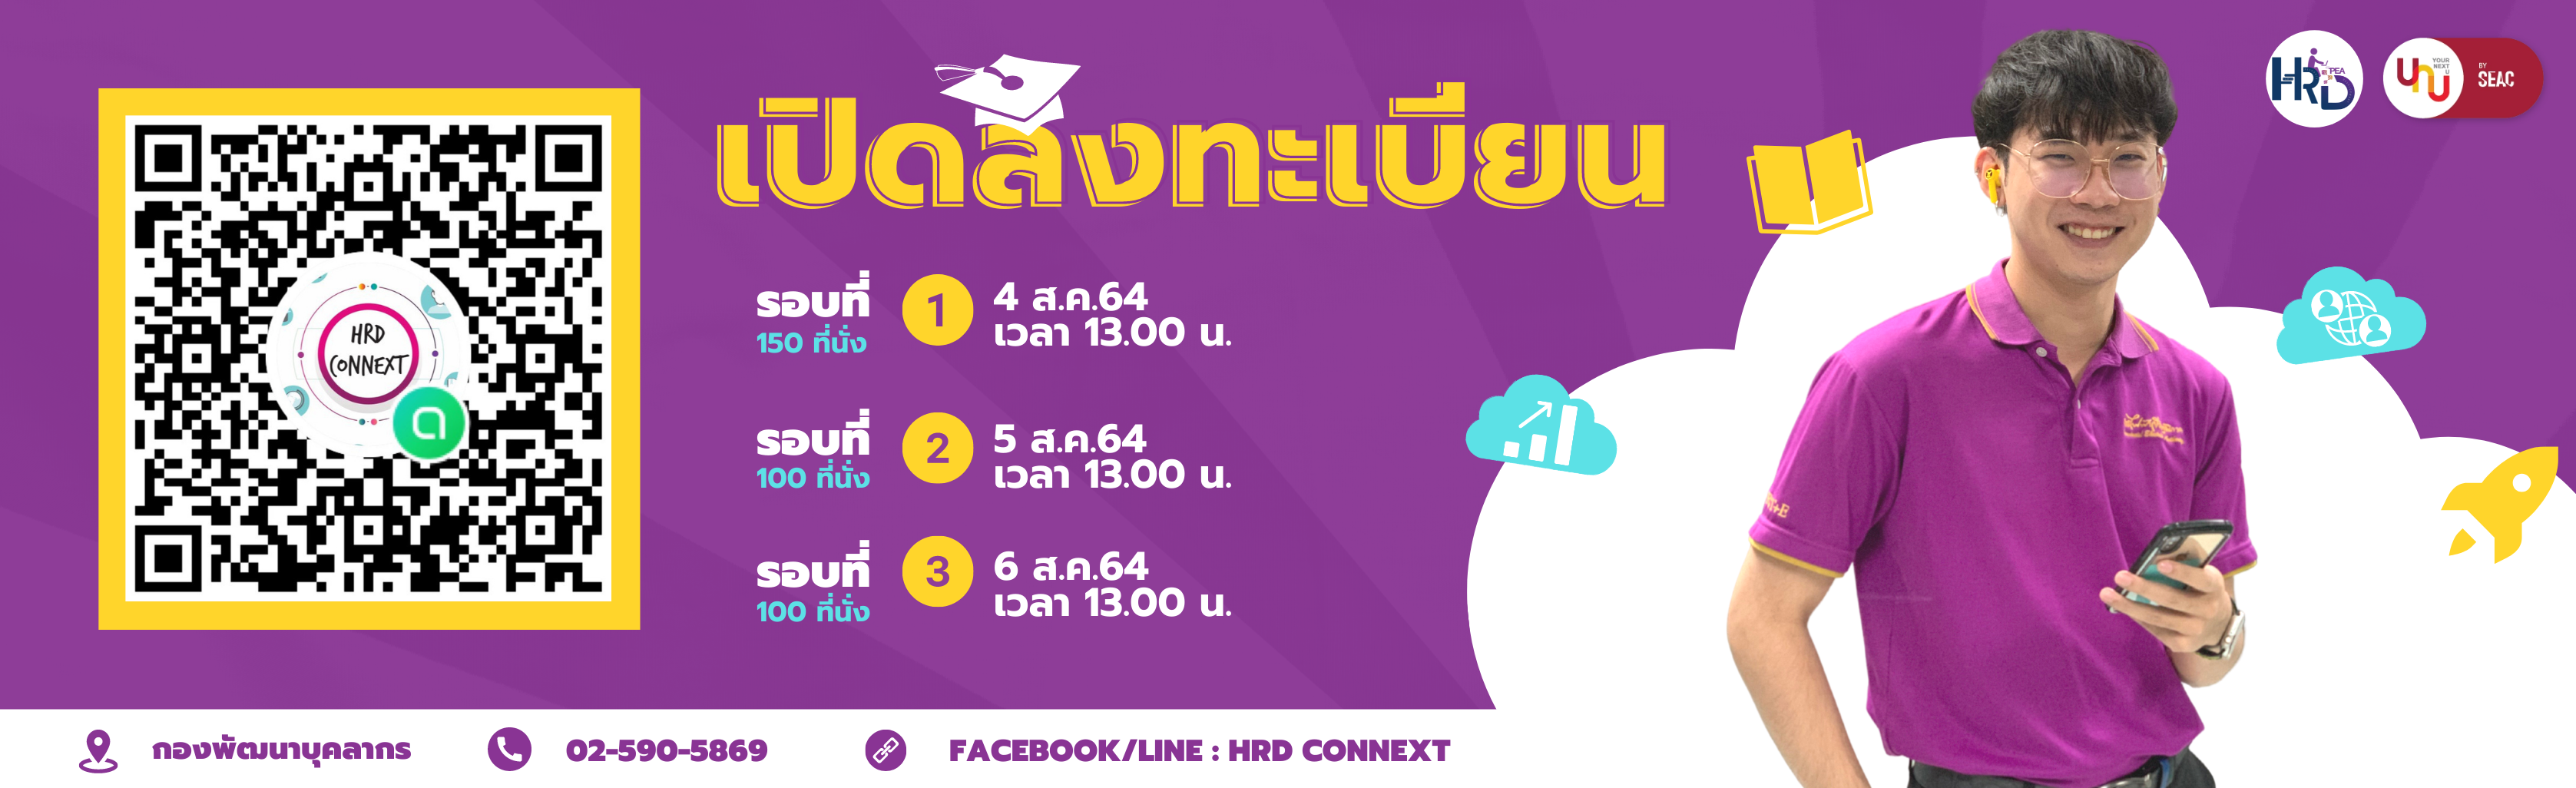 เปิดลงทะเบียน
รอบที่ 1 4 ส.ค.64
150 ที่นั่ง เวลา 13.00 น.
รอบที่ 2 5 ส.ค.64
100 ที่นั่ง เวลา 13.00 น.
รอบที่ 3 6 ส.ค.64
100 ที่นั่ง เวลา 13.00 น.
HRD
CONNEXT
HRD PEA
UNU YOUR NEXT U
BY SEAC
กองพัฒนาบุคลากร 02-590-5869 FACEBOOK/LINE : HRD CONNEXT